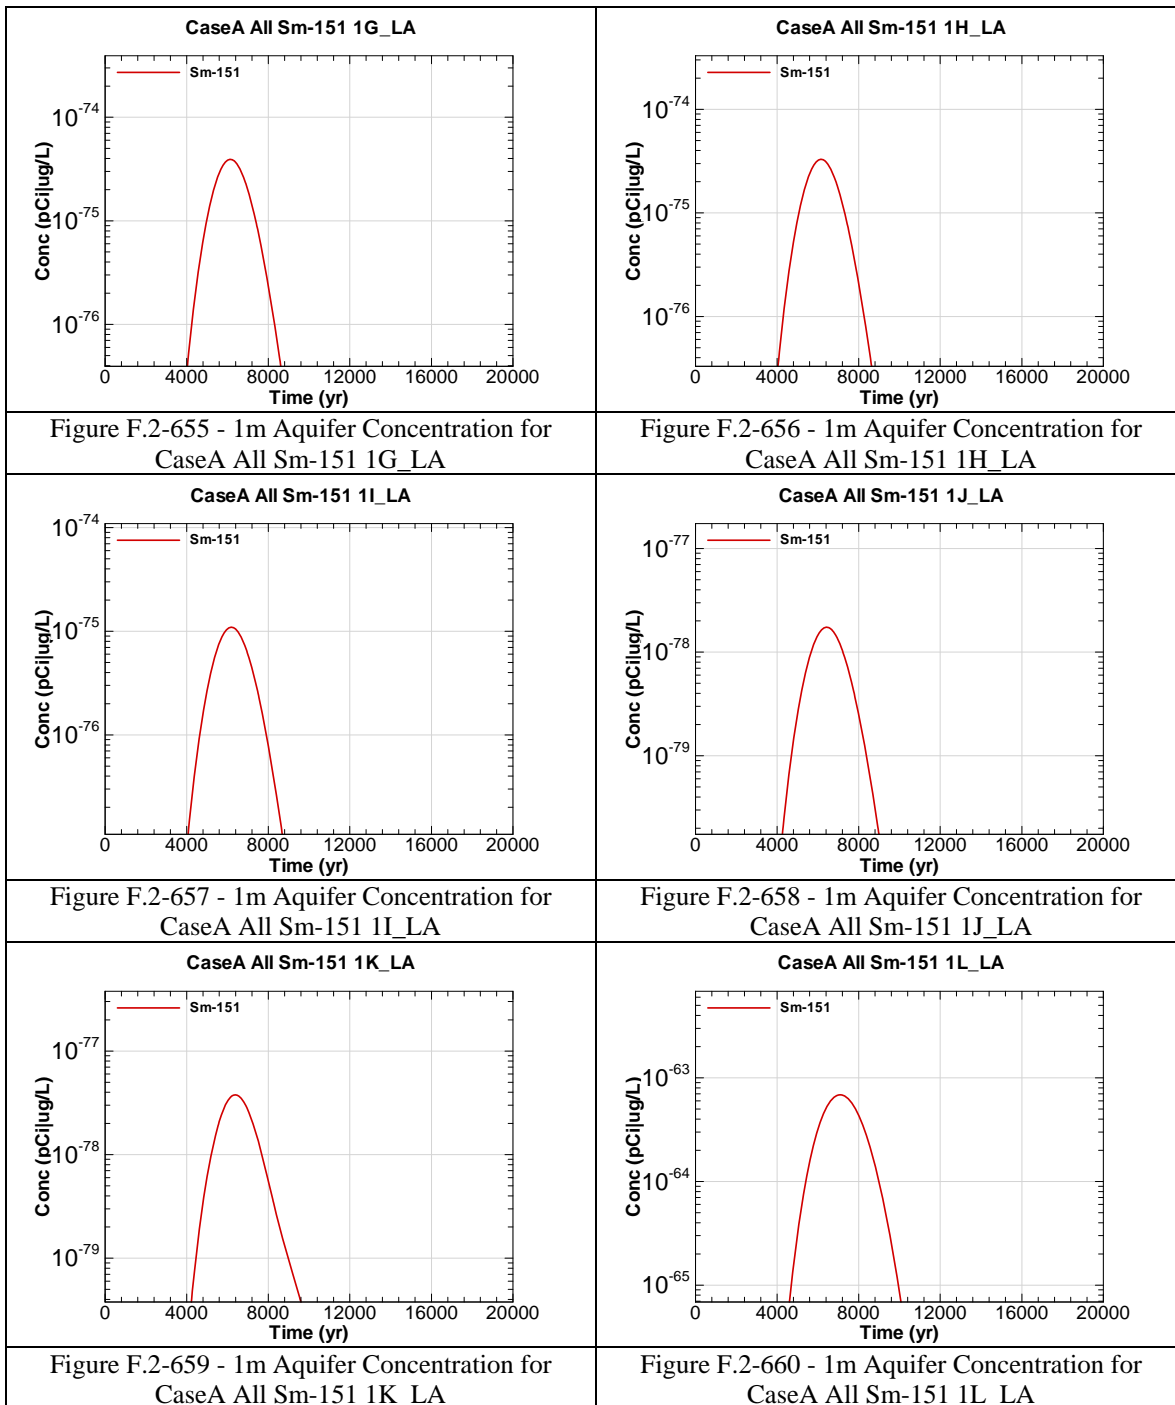 CaseA All Sm-151 1G_LA
Sm-151
Conc (pCi|ug/L)
10-74
10-75
10-76
0 4000 8000 12000 16000 20000
Time (yr)
Figure F.2-655 - 1m Aquifer Concentration for
CaseA All Sm-151 1G_LA
CaseA All Sm-151 1H_LA
Sm-151
Conc (pCi|ug/L)
10-74
10-75
10-76
0 4000 8000 12000 16000 20000
Time (yr)
Figure F.2-656 - 1m Aquifer Concentration for
CaseA All Sm-151 1H_LA
CaseA All Sm-151 1I_LA
Sm-151
Conc (pCi|ug/L)
10-74
10-75
10-76
0 4000 8000 12000 16000 20000
Time (yr)
Figure F.2-657 - 1m Aquifer Concentration for
CaseA All Sm-151 1I_LA
CaseA All Sm-151 1J_LA
Sm-151
Conc (pCi|ug/L)
10-77
10-78
10-79
0 4000 8000 12000 16000 20000
Time (yr)
Figure F.2-658 - 1m Aquifer Concentration for
CaseA All Sm-151 1J_LA
CaseA All Sm-151 1K_LA
Sm-151
Conc (pCi|ug/L)
10-77
10-78
10-79
0 4000 8000 12000 16000 20000
Time (yr)
Figure F.2-659 - 1m Aquifer Concentration for
CaseA All Sm-151 1K_LA
CaseA All Sm-151 1L_LA
Sm-151
Conc (pCi|ug/L)
10-63
10-64
10-65
0 4000 8000 12000 16000 20000
Time (yr)
Figure F.2-660 - 1m Aquifer Concentration for
CaseA All Sm-151 1L_LA